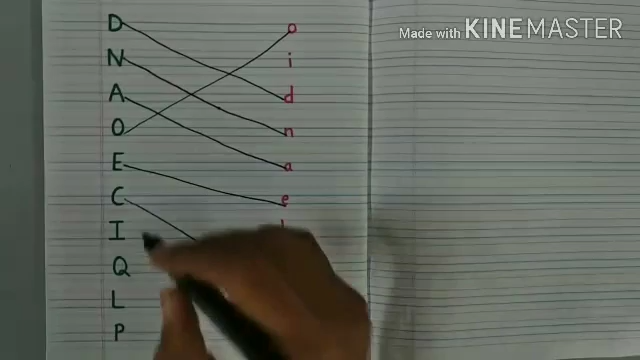 Made with KINEMASTER
D o
N i
A d
O n
E a
C e
I
Q
L
P